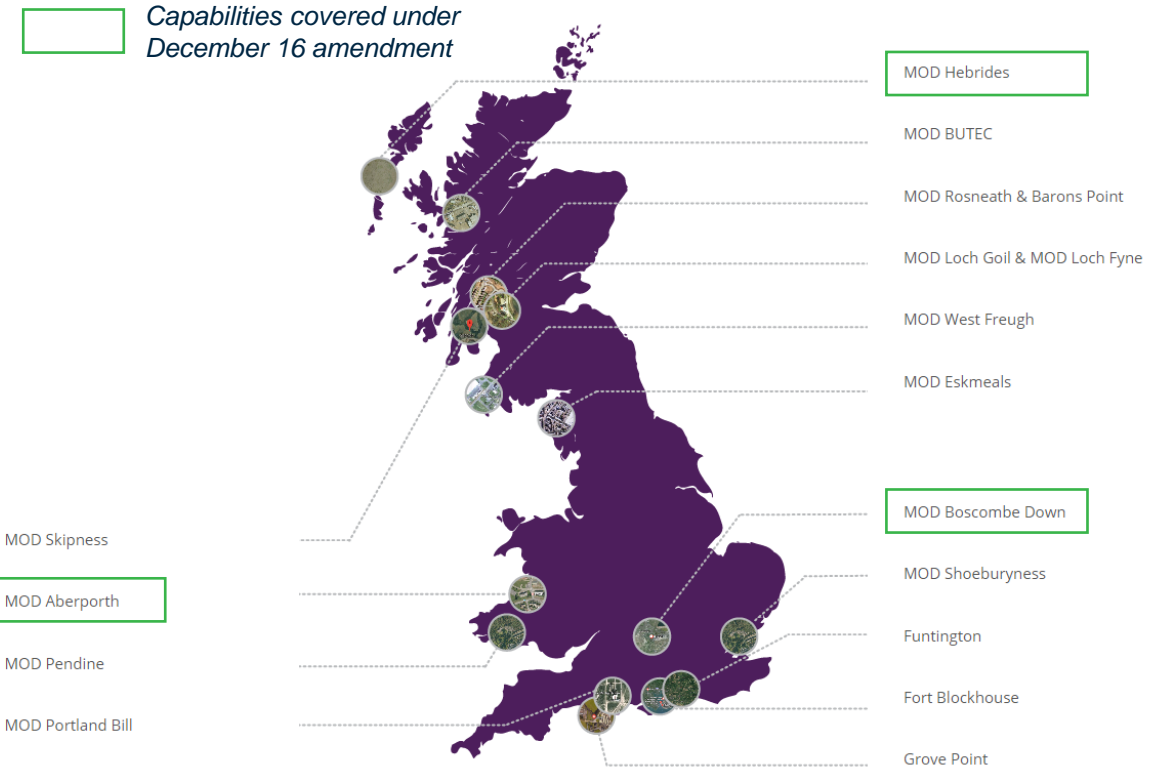 Capabilities covered under
December 16 amendment
MOD Hebrides
MOD BUTEC
MOD Rosneath & Barons Point
MOD Loch Goil & MOD Loch Fyne
MOD West Freugh
MOD Eskmeals
MOD Boscombe Down
MOD Shoeburyness
Funtington
Fort Blockhouse
Grove Point
MOD Skipness
MOD Aberporth
MOD Pendine
MOD Portland Bill